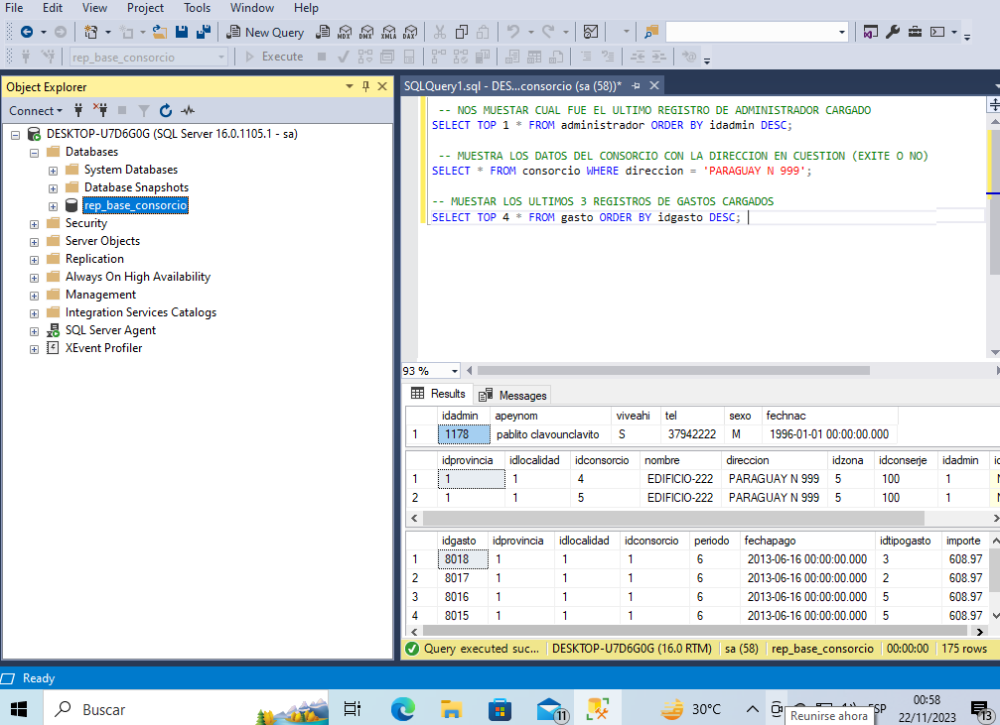 File Edit View Project Tools Window Help
New Query MDX DMX XMLA DAX
rep_base_consorcio Execute
Object Explorer
SQLQuery1.sql - DES...consorcio (sa (58))*
Connect
DESKTOP-U7D6G0G (SQL Server 16.0.1105.1 - sa)
Databases
System Databases
Database Snapshots
rep_base_consorcio
Security
Server Objects
Replication
Always On High Availability
Management
Integration Services Catalogs
SQL Server Agent
XEvent Profiler
-- NOS MUESTAR CUAL FUE EL ULTIMO REGISTRO DE ADMINISTRADOR CARGADO
SELECT TOP 1 * FROM administrador ORDER BY idadmin DESC;
-- MUESTRA LOS DATOS DEL CONSORCIO CON LA DIRECCION EN CUESTION (EXITE O NO)
SELECT * FROM consorcio WHERE direccion = 'PARAGUAY N 999';
-- MUESTAR LOS ULTIMOS 3 REGISTROS DE GASTOS CARGADOS
SELECT TOP 4 * FROM gasto ORDER BY idgasto DESC;
93 %
Results Messages
idadmin apeynom viveahi tel sexo fechnac
1 1178 pablito clavounclavito S 37942222 M 1996-01-01 00:00:00.000
idprovincia idlocalidad idconsorcio nombre direccion idzona idconserje idadmin
1 1 1 4 EDIFICIO-222 PARAGUAY N 999 5 100 1
2 1 1 5 EDIFICIO-222 PARAGUAY N 999 5 100 1
idgasto idprovincia idlocalidad idconsorcio periodo fechapago idtipogasto importe
1 8018 1 1 1 6 2013-06-16 00:00:00.000 3 608.97
2 8017 1 1 1 6 2013-06-16 00:00:00.000 2 608.97
3 8016 1 1 1 6 2013-06-16 00:00:00.000 5 608.97
4 8015 1 1 1 6 2013-06-16 00:00:00.000 5 608.97
Query executed suc... DESKTOP-U7D6G0G (16.0 RTM) sa (58) rep_base_consorcio 00:00:00 175 rows
Ready
Buscar
11
30°C
ESP
00:58
22/11/2023
13
Reunirse ahora